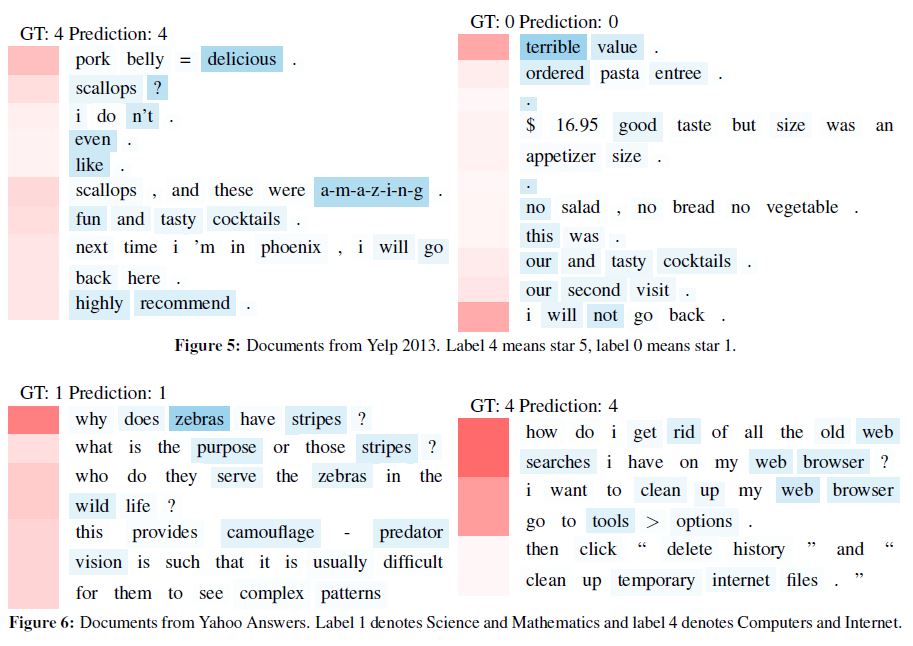 GT: 4 Prediction: 4
pork belly = delicious .
scallops ?
i do n't .
even .
like .
scallops , and these were a-m-a-z-i-n-g .
fun and tasty cocktails .
next time i 'm in phoenix , i will go
back here .
highly recommend .
GT: 0 Prediction: 0
terrible value .
ordered pasta entree .
.
$ 16.95 good taste but size was an
appetizer size .
.
no salad , no bread no vegetable .
this was .
our and tasty cocktails .
our second visit .
i will not go back .
Figure 5: Documents from Yelp 2013. Label 4 means star 5, label 0 means star 1.
GT: 1 Prediction: 1
why does zebras have stripes ?
what is the purpose or those stripes ?
who do they serve the zebras in the
wild life ?
this provides camouflage - predator
vision is such that it is usually difficult
for them to see complex patterns
GT: 4 Prediction: 4
how do i get rid of all the old web
searches i have on my web browser ?
i want to clean up my web browser
go to tools > options .
then click “ delete history ” and “
clean up temporary internet files . ”
Figure 6: Documents from Yahoo Answers. Label 1 denotes Science and Mathematics and label 4 denotes Computers and Internet.